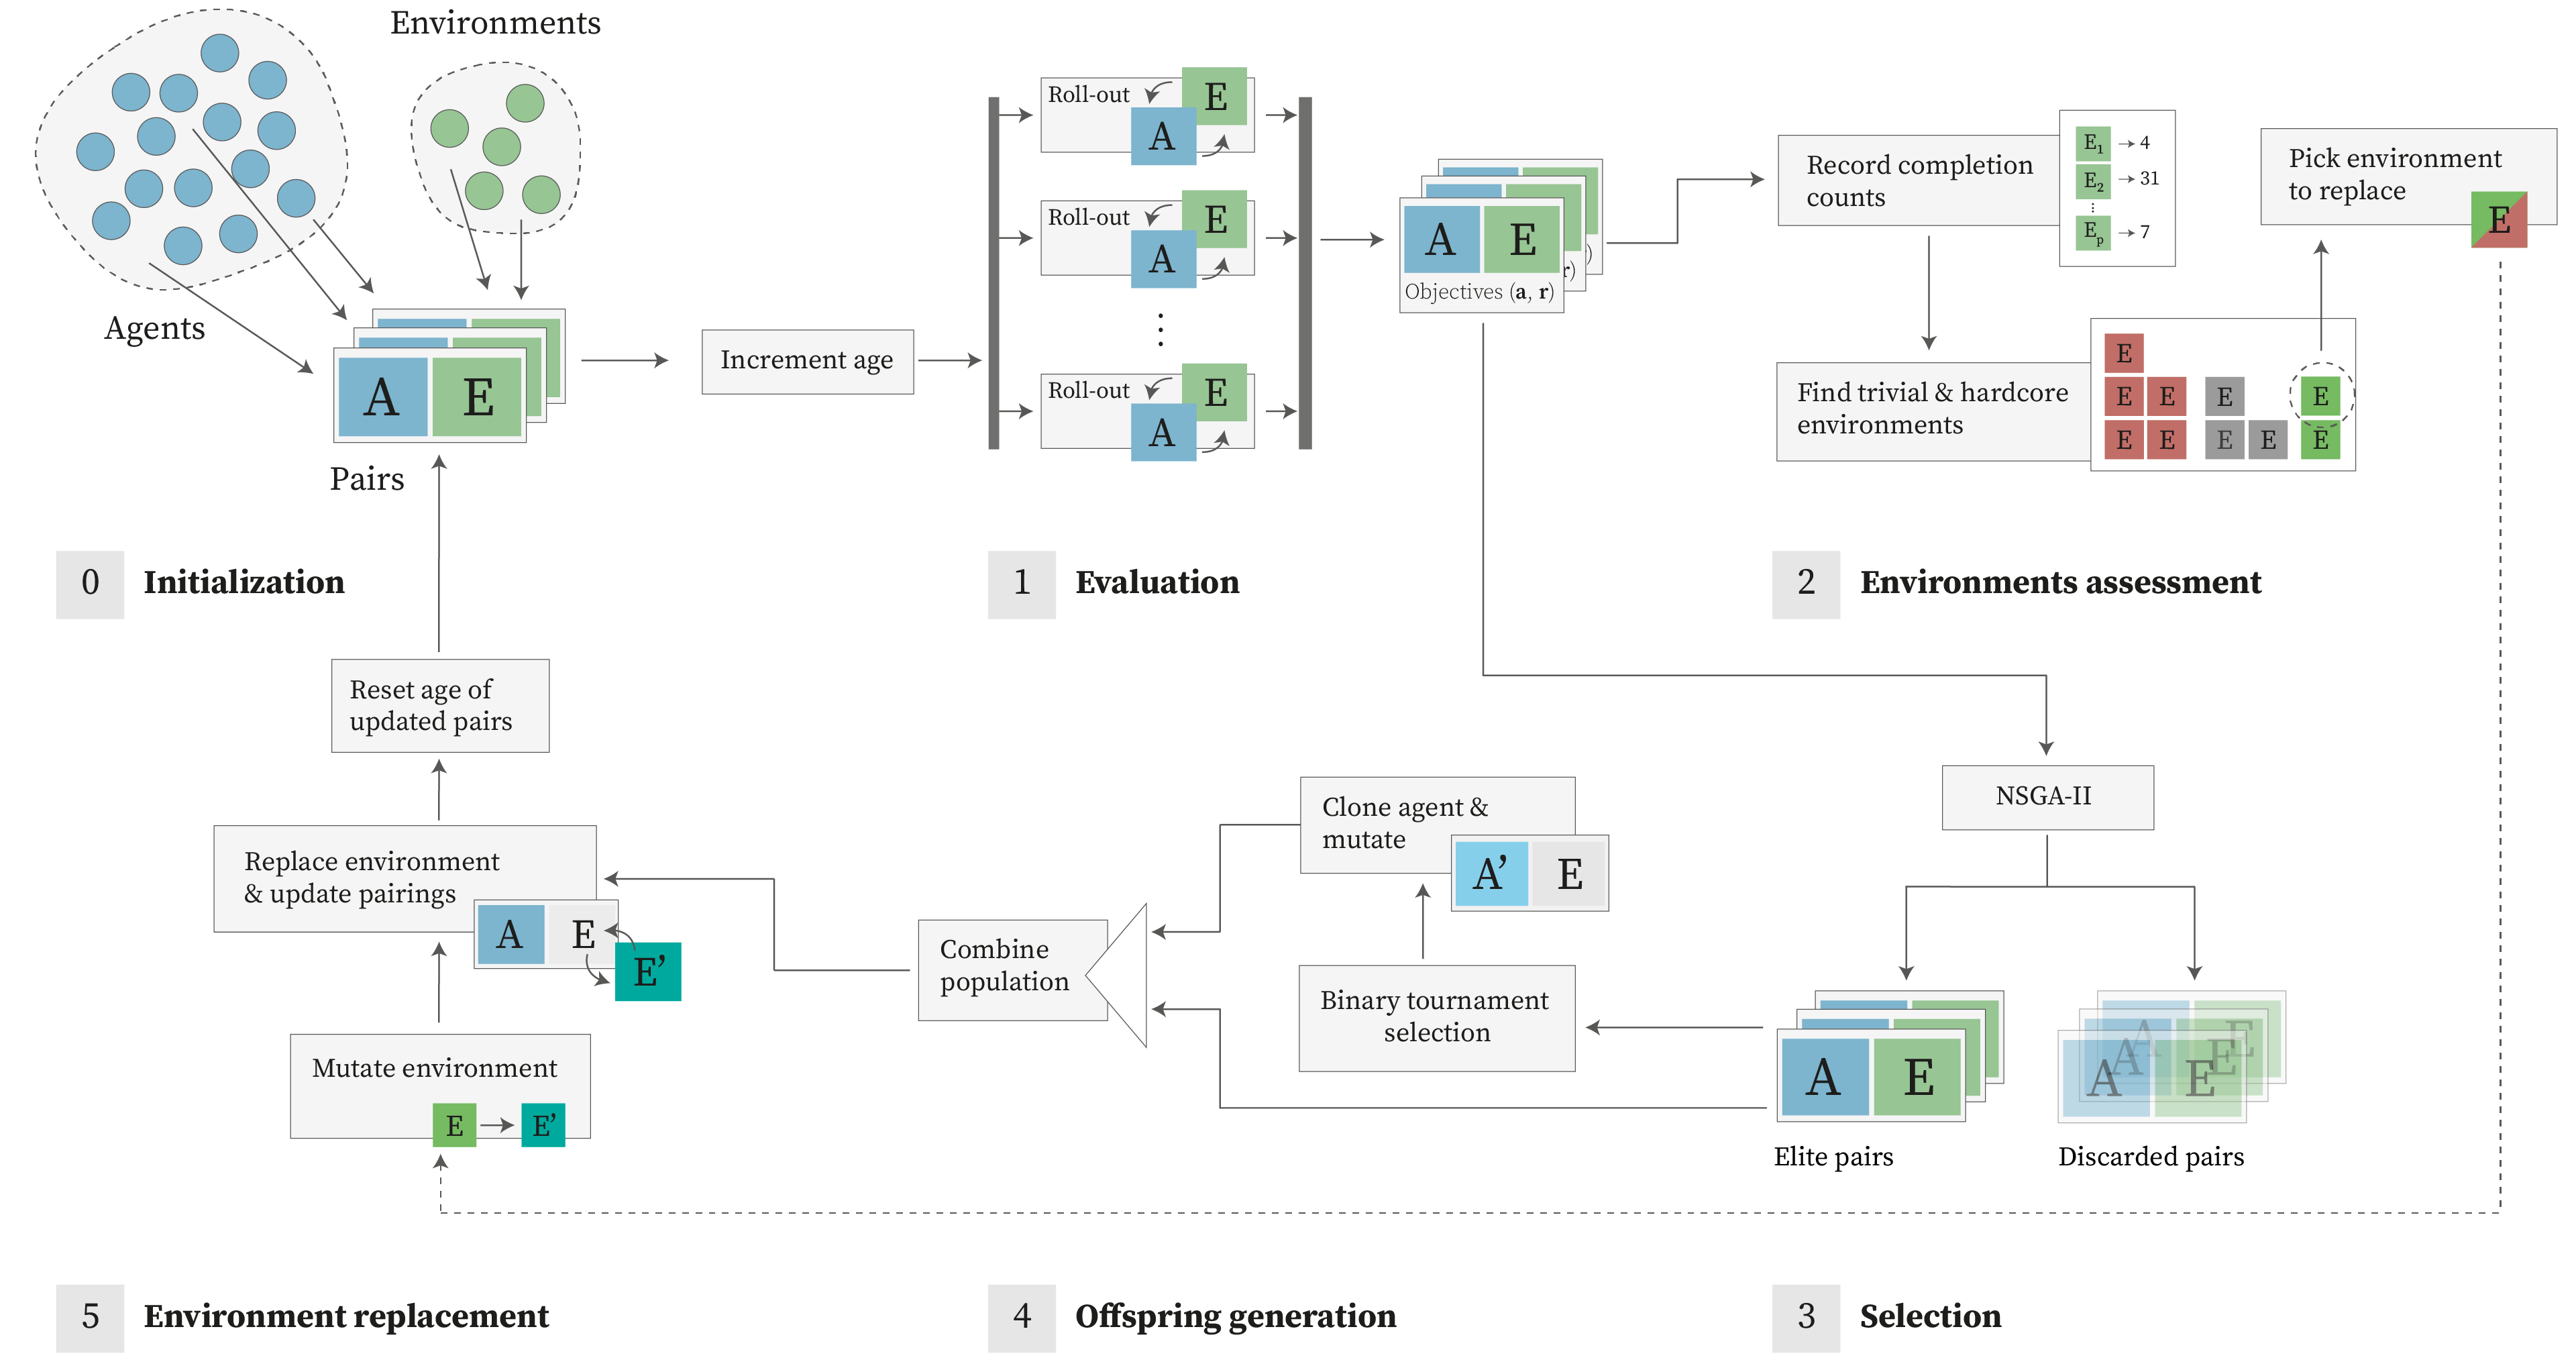 Environments
Agents
A E
Pairs
Increment age
Roll-out
E
A
Roll-out
E
A
⋮
Roll-out
E
A
A E
Objectives (a, r)
r)
)
Record completion
counts
E1 → 4
E2 → 31
⋮
Ep → 7
Pick environment
to replace
E
Find trivial & hardcore
environments
E
E E E E
E E E E E
0 Initialization
1 Evaluation
2 Environments assessment
Reset age of
updated pairs
Replace environment
& update pairings
A E
E’
Mutate environment
E → E’
Combine
population
Clone agent &
mutate
A’ E
Binary tournament
selection
NSGA-II
A E
Elite pairs
A E
A E
A E
Discarded pairs
5 Environment replacement
4 Offspring generation
3 Selection